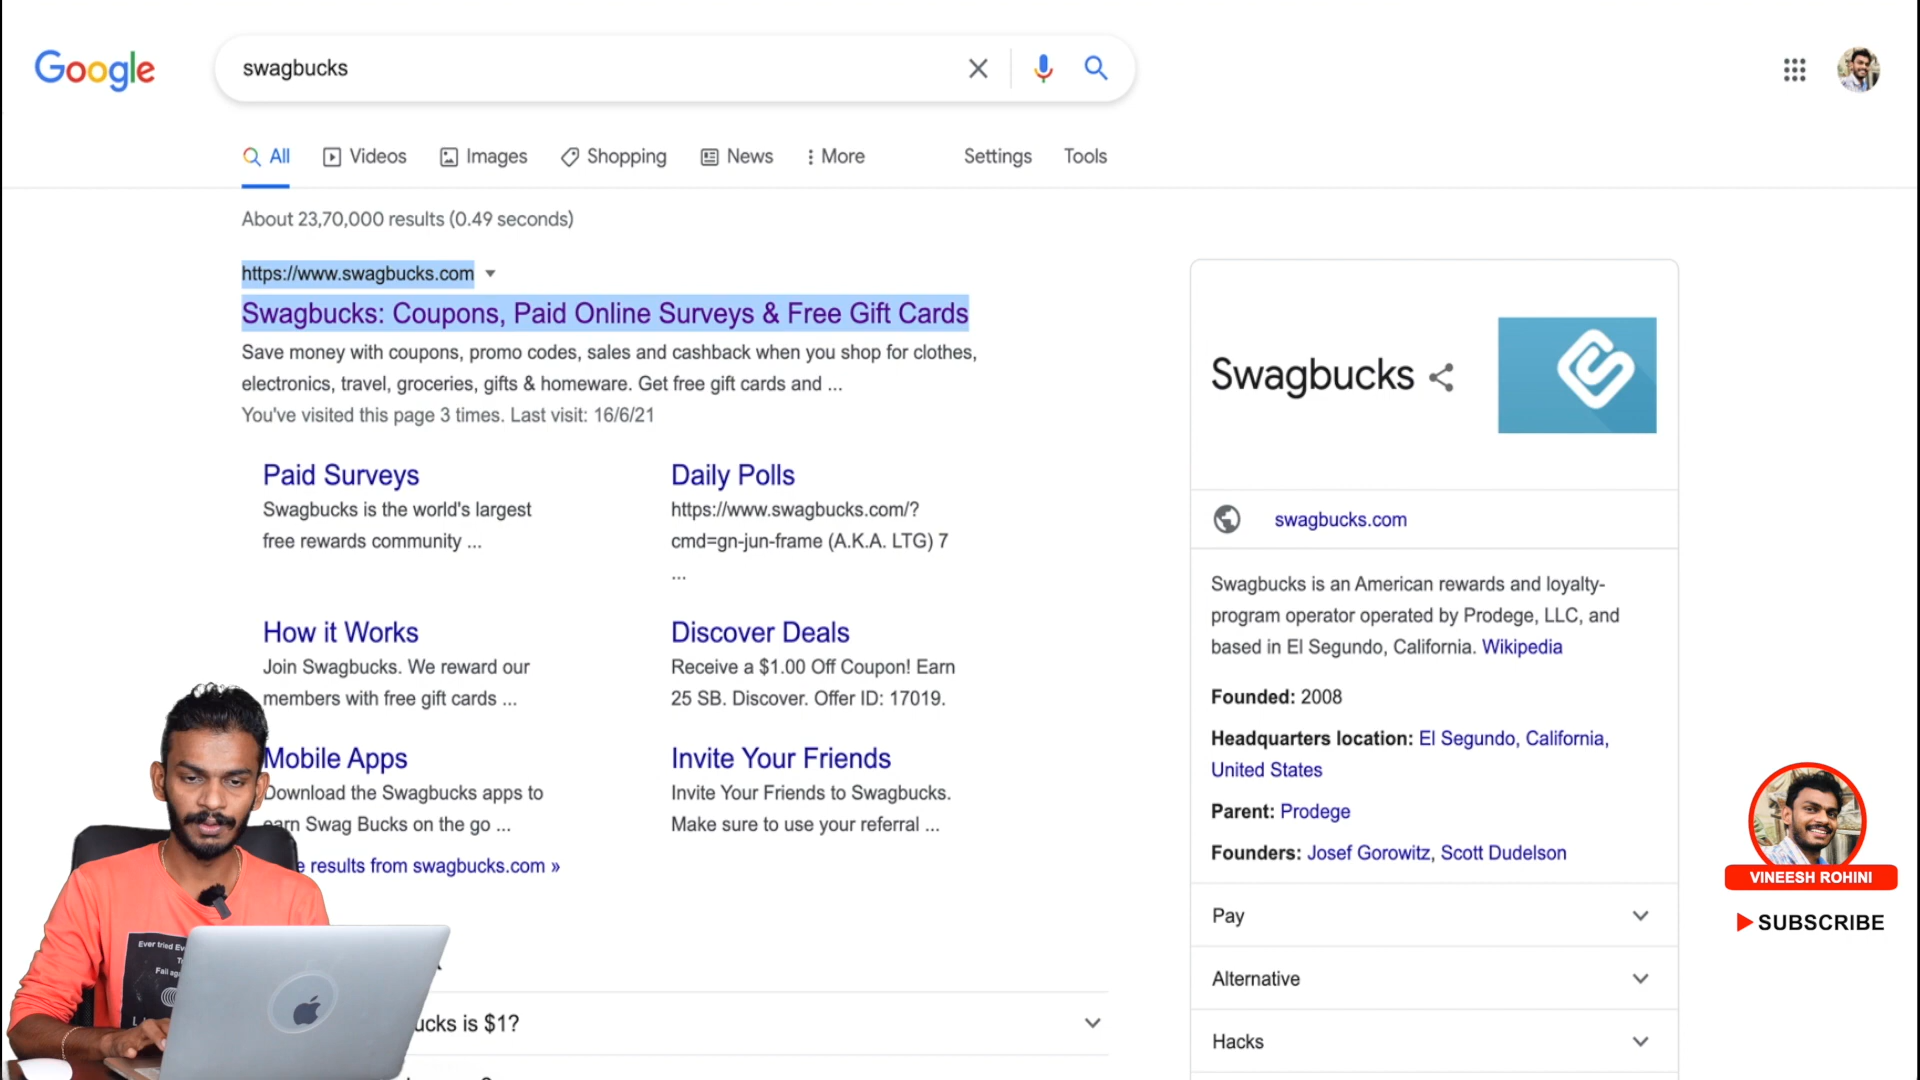 Google
swagbucks
All
Videos
Images
Shopping
News
More
Settings
Tools
About 23,70,000 results (0.49 seconds)
https://www.swagbucks.com
Swagbucks: Coupons, Paid Online Surveys & Free Gift Cards
Save money with coupons, promo codes, sales and cashback when you shop for clothes,
electronics, travel, groceries, gifts & homeware. Get free gift cards and ...
You've visited this page 3 times. Last visit: 16/6/21
Paid Surveys
Swagbucks is the world's largest
free rewards community ...
Daily Polls
https://www.swagbucks.com/?
cmd=gn-jun-frame (A.K.A. LTG) 7
...
How it Works
Join Swagbucks. We reward our
members with free gift cards ...
Discover Deals
Receive a $1.00 Off Coupon! Earn
25 SB. Discover. Offer ID: 17019.
Mobile Apps
Download the Swagbucks apps to
earn Swag Bucks on the go ...
Invite Your Friends
Invite Your Friends to Swagbucks.
Make sure to use your referral ...
results from swagbucks.com »
ucks is $1?
Swagbucks
swagbucks.com
Swagbucks is an American rewards and loyalty-
program operator operated by Prodege, LLC, and
based in El Segundo, California. Wikipedia
Founded: 2008
Headquarters location: El Segundo, California,
United States
Parent: Prodege
Founders: Josef Gorowitz, Scott Dudelson
Pay
Alternative
Hacks
Ever tried
Fail
VINEESH ROHINI
SUBSCRIBE